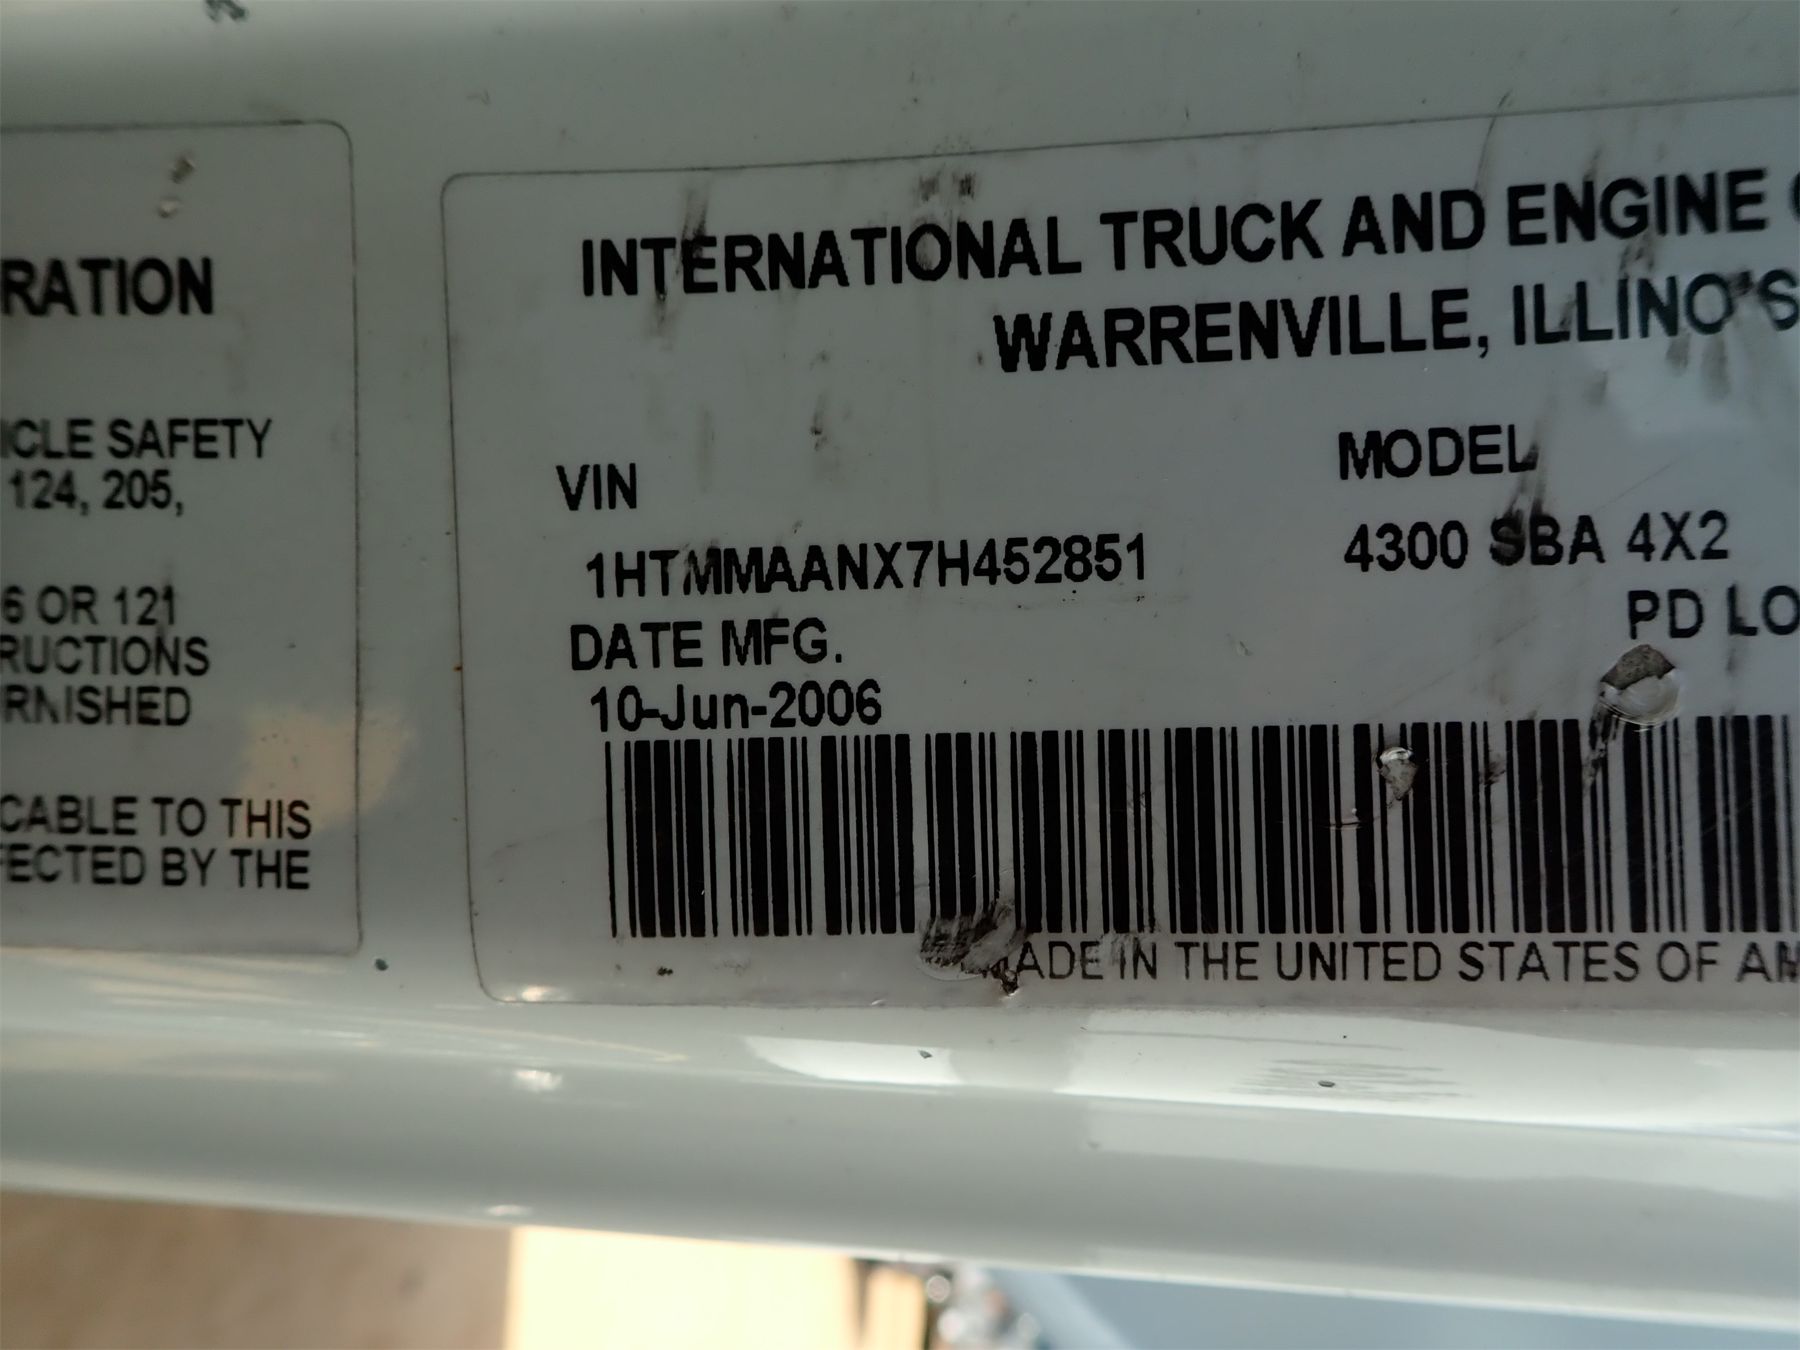 RATION
ICLE SAFETY
124, 205,
6 OR 121
RUCTIONS
RNISHED
CABLE TO THIS
FECTED BY THE
INTERNATIONAL TRUCK AND ENGINE
WARRENVILLE, ILLINOIS
VIN
MODEL
1HTMMAANX7H452851
4300 SBA 4X2
PD LO
DATE MFG.
10-Jun-2006
MADE IN THE UNITED STATES OF AM